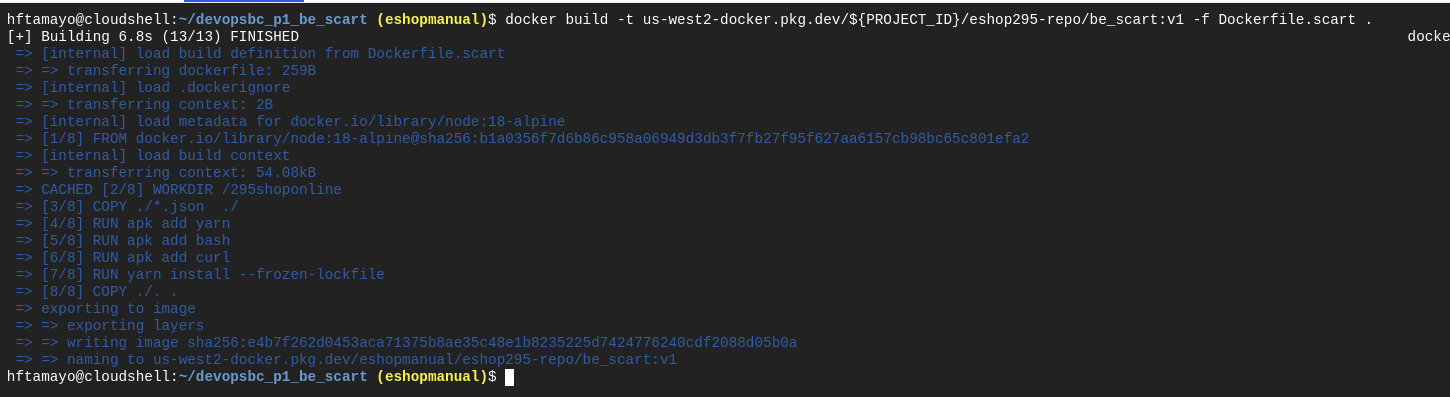 hftamayo@cloudshell:~/devopsbc_p1_be_scart (eshopmanual)$ docker build -t us-west2-docker.pkg.dev/${PROJECT_ID}/eshop295-repo/be_scart:v1 -f Dockerfile.scart .
[+] Building 6.8s (13/13) FINISHED docke
=> [internal] load build definition from Dockerfile.scart
=> => transferring dockerfile: 259B
=> [internal] load .dockerignore
=> => transferring context: 2B
=> [internal] load metadata for docker.io/library/node:18-alpine
=> [1/8] FROM docker.io/library/node:18-alpine@sha256:b1a0356f7d6b86c958a06949d3db3f7fb27f95f627aa6157cb98bc65c801efa2
=> [internal] load build context
=> => transferring context: 54.08kB
=> CACHED [2/8] WORKDIR /295shoponline
=> [3/8] COPY ./*.json  ./
=> [4/8] RUN apk add yarn
=> [5/8] RUN apk add bash
=> [6/8] RUN apk add curl
=> [7/8] RUN yarn install --frozen-lockfile
=> [8/8] COPY ./. .
=> exporting to image
=> => exporting layers
=> => writing image sha256:e4b7f262d0453aca71375b8ae35c48e1b8235225d7424776240cdf2088d05b0a
=> => naming to us-west2-docker.pkg.dev/eshopmanual/eshop295-repo/be_scart:v1
hftamayo@cloudshell:~/devopsbc_p1_be_scart (eshopmanual)$